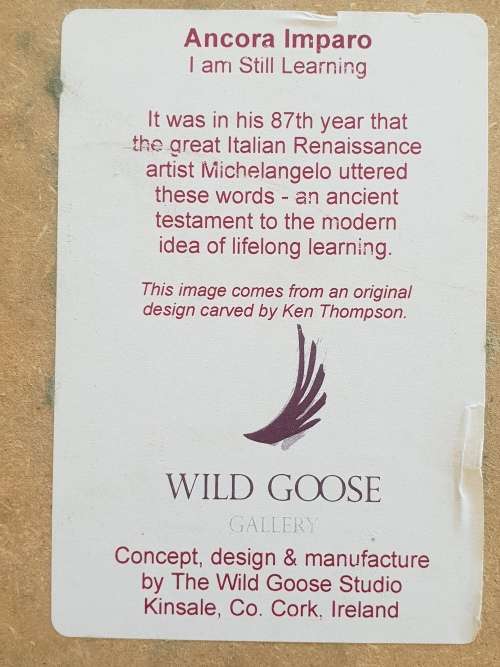 Ancora Imparo
I am Still Learning
It was in his 87th year that
the great Italian Renaissance
artist Michelangelo uttered
these words - an ancient
testament to the modern
idea of lifelong learning.
This image comes from an original
design carved by Ken Thompson.
WILD GOOSE
GALLERY
Concept, design & manufacture
by The Wild Goose Studio
Kinsale, Co. Cork, Ireland